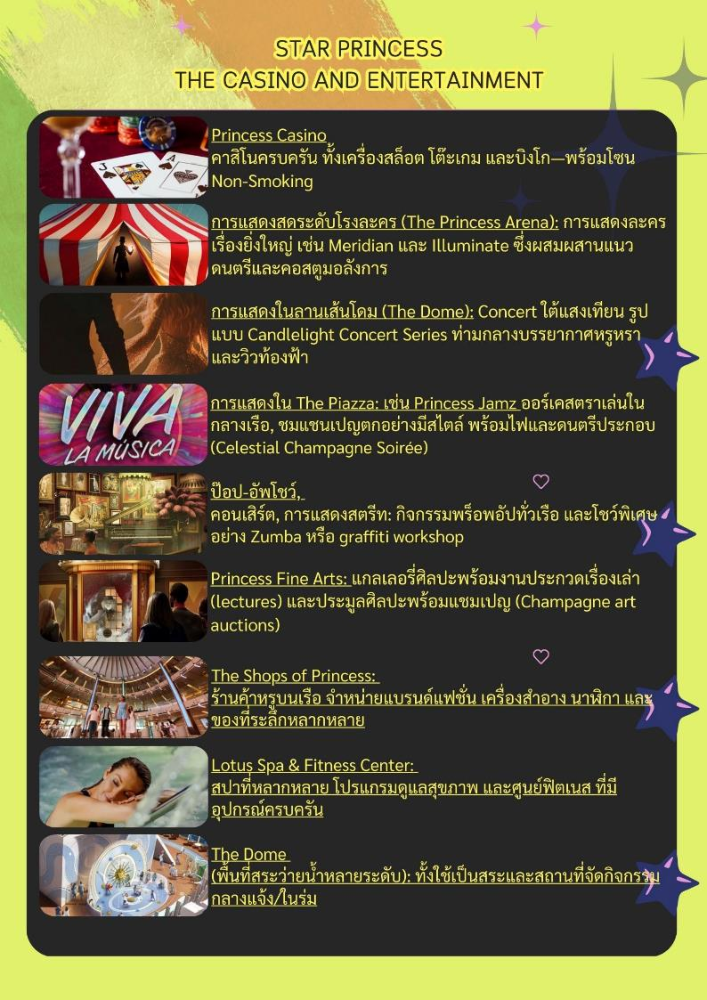 STAR PRINCESS
THE CASINO AND ENTERTAINMENT
Princess Casino
คาสิโนครบครัน ทั้งเครื่องสล็อต โต๊ะเกม และบิงโก—พร้อมโซน
Non-Smoking
การแสดงสดระดับโรงละคร (The Princess Arena): การแสดงละคร
เรื่องยิ่งใหญ่ เช่น Meridian และ Illuminate ซึ่งผสมผสานแนว
ดนตรีและคอสตูมอลังการ
การแสดงในลานเส้นโดม (The Dome): Concert ใต้แสงเทียน รูป
แบบ Candlelight Concert Series ท่ามกลางบรรยากาศหรูหรา
และวิวท้องฟ้า
VIVA
LA MÚSICA
การแสดงใน The Piazza: เช่น Princess Jamz ออร์เคสตราเล่นใน
กลางเรือ, ชมแชนเปญตกอย่างมีสไตล์ พร้อมไฟและดนตรีประกอบ
(Celestial Champagne Soirée)
ป๊อป-อัพโชว์,
คอนเสิร์ต, การแสดงสตรีท: กิจกรรมพร็อพอัปทั่วเรือ และโชว์พิเศษ
อย่าง Zumba หรือ graffiti workshop
Princess Fine Arts: แกลเลอรี่ศิลปะพร้อมงานประกวดเรื่องเล่า
(lectures) และประมูลศิลปะพร้อมแชมเปญ (Champagne art
auctions)
The Shops of Princess:
ร้านค้าหรูบนเรือ จำหน่ายแบรนด์แฟชั่น เครื่องสำอาง นาฬิกา และ
ของที่ระลึกหลากหลาย
Lotus Spa & Fitness Center:
สปาที่หลากหลาย โปรแกรมดูแลสุขภาพ และศูนย์ฟิตเนส ที่มี
อุปกรณ์ครบครัน
The Dome
(พื้นที่สระว่ายน้ำหลายระดับ): ทั้งใช้เป็นสระและสถานที่จัดกิจกรรม
กลางแจ้ง/ในร่ม